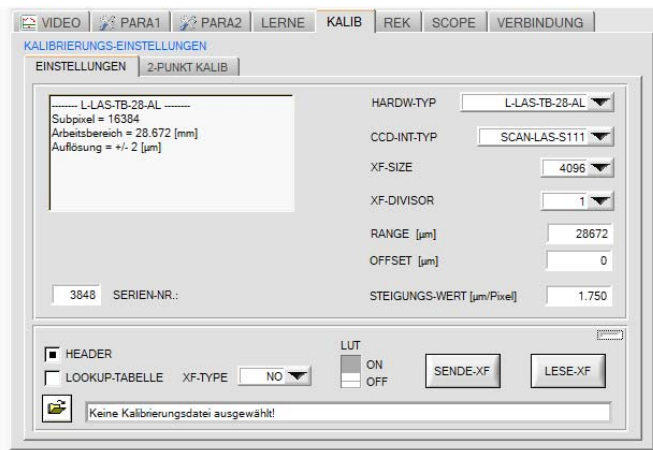 VIDEO PARA1 PARA2 LERNE KALIB REK SCOPE VERBINDUNG
KALIBRIERUNGS-EINSTELLUNGEN
EINSTELLUNGEN 2-PUNKT KALIB
-------- L-LAS-TB-28-AL --------
Subpixel = 16384
Arbeitsbereich = 28.672 [mm]
Auflösung = +/- 2 [µm]
HARDW-TYP L-LAS-TB-28-AL
CCD-INT-TYP SCAN-LAS-S111
XF-SIZE 4096
XF-DIVISOR 1
RANGE [µm] 28672
OFFSET [µm] 0
3848 SERIEN-NR.:
STEIGUNGS-WERT [µm/Pixel] 1.750
HEADER
LOOKUP-TABELLE XF-TYPE NO
LUT
ON
OFF
SENDE-XF
LESE-XF
Keine Kalibrierungsdatei ausgewählt!